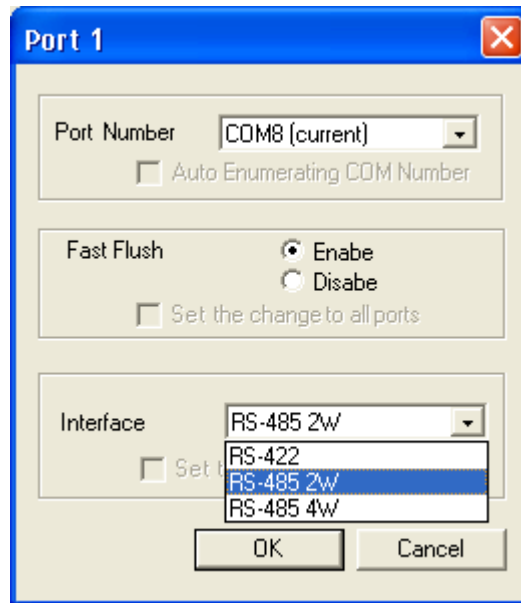 Port 1
Port Number COM8 (current)
Auto Enumerating COM Number
Fast Flush Enabe
Disabe
Set the change to all ports
Interface RS-485 2W
RS-422
Set t
RS-485 2W
RS-485 4W
OK Cancel